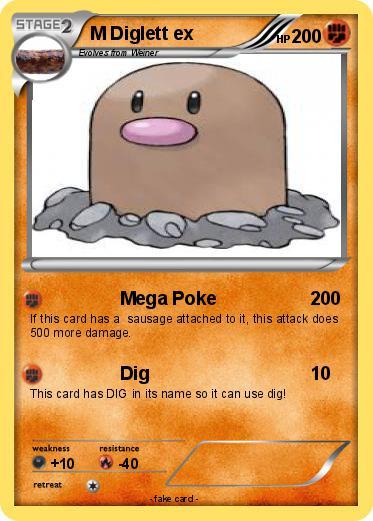 STAGE2
M Diglett ex
HP 200
Evolves from Weiner
Mega Poke 200
If this card has a  sausage attached to it, this attack does
500 more damage.
Dig 10
This card has DIG in its name so it can use dig!
weakness resistance
+10 -40
retreat
- fake card -